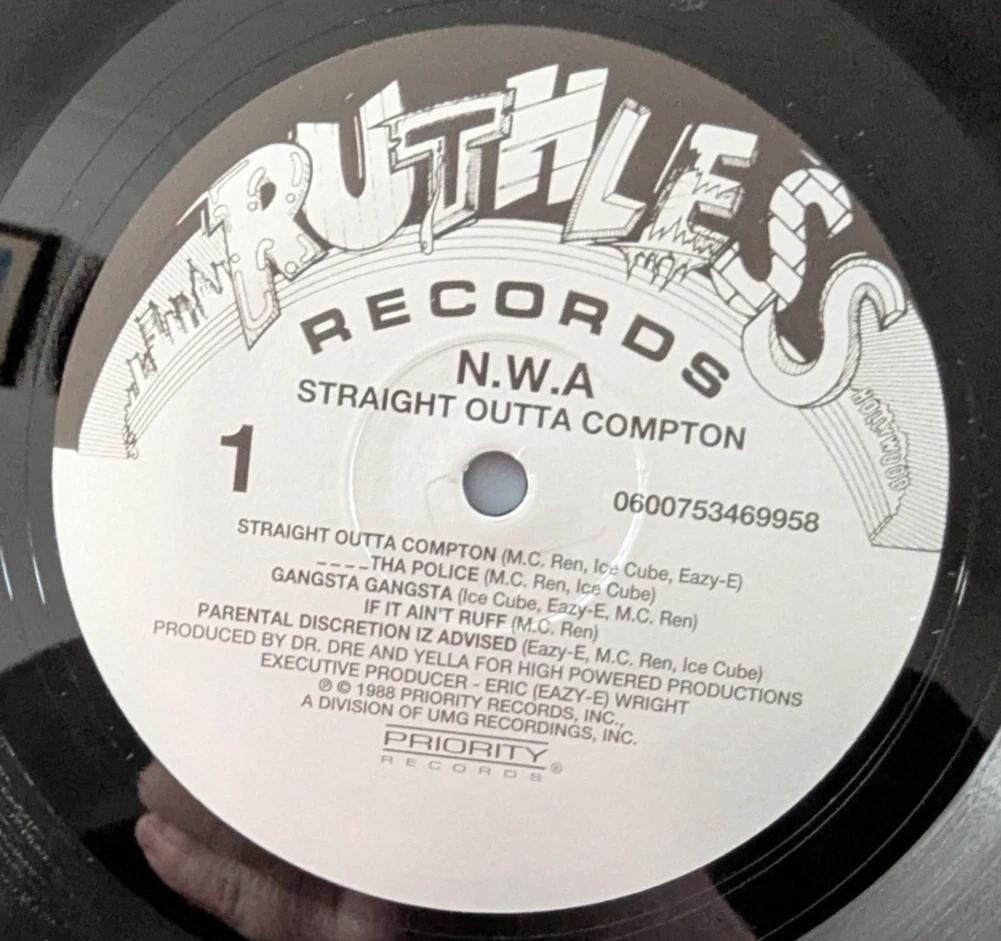 RUTHLESS
RECORDS
N.W.A
STRAIGHT OUTTA COMPTON
1
0600753469958
HOLLYWOOD
STRAIGHT OUTTA COMPTON (M.C. Ren, Ice Cube, Eazy-E)
____THA POLICE (M.C. Ren, Ice Cube)
GANGSTA GANGSTA (Ice Cube, Eazy-E, M.C. Ren)
IF IT AIN'T RUFF (M.C. Ren)
PARENTAL DISCRETION IZ ADVISED (Eazy-E, M.C. Ren, Ice Cube)
PRODUCED BY DR. DRE AND YELLA FOR HIGH POWERED PRODUCTIONS
EXECUTIVE PRODUCER - ERIC (EAZY-E) WRIGHT
℗ © 1988 PRIORITY RECORDS, INC.,
A DIVISION OF UMG RECORDINGS, INC.
PRIORITY
RECORDS®